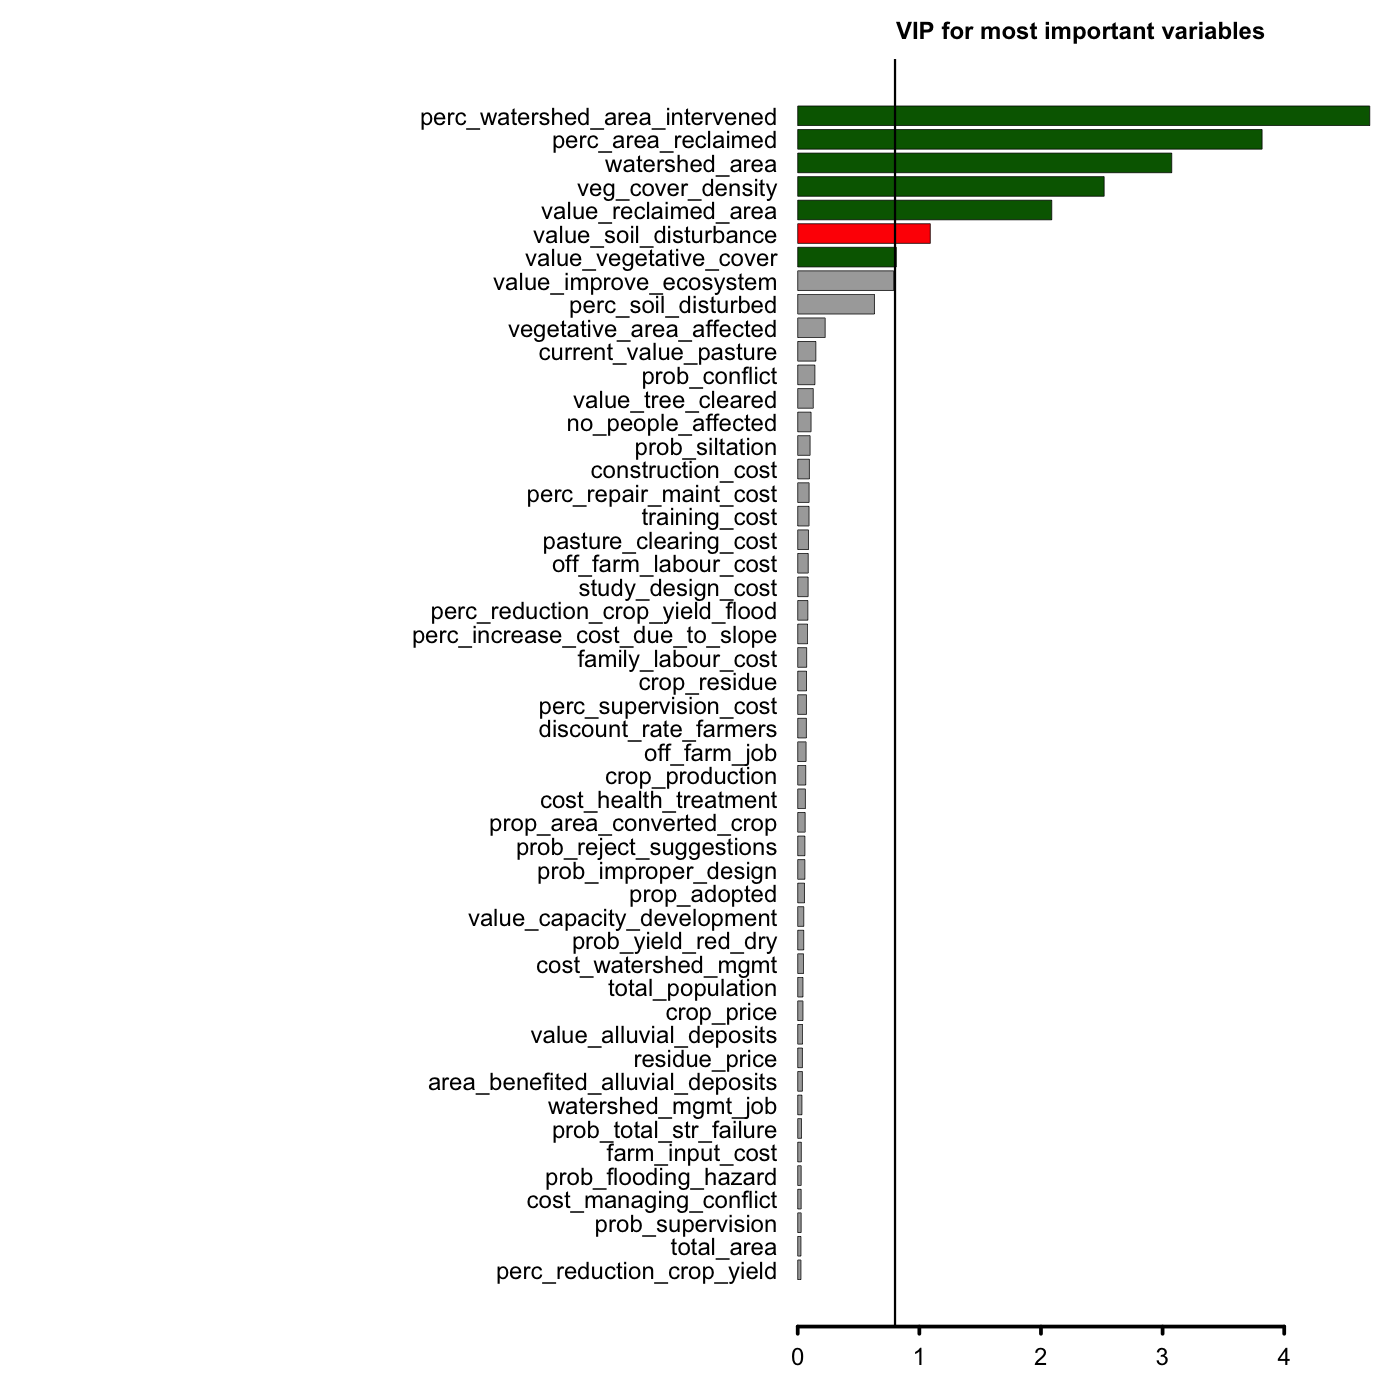 VIP for most important variables
perc_watershed_area_intervened
perc_area_reclaimed
watershed_area
veg_cover_density
value_reclaimed_area
value_soil_disturbance
value_vegetative_cover
value_improve_ecosystem
perc_soil_disturbed
vegetative_area_affected
current_value_pasture
prob_conflict
value_tree_cleared
no_people_affected
prob_siltation
construction_cost
perc_repair_maint_cost
training_cost
pasture_clearing_cost
off_farm_labour_cost
study_design_cost
perc_reduction_crop_yield_flood
perc_increase_cost_due_to_slope
family_labour_cost
crop_residue
perc_supervision_cost
discount_rate_farmers
off_farm_job
crop_production
cost_health_treatment
prop_area_converted_crop
prob_reject_suggestions
prob_improper_design
prop_adopted
value_capacity_development
prob_yield_red_dry
cost_watershed_mgmt
total_population
crop_price
value_alluvial_deposits
residue_price
area_benefited_alluvial_deposits
watershed_mgmt_job
prob_total_str_failure
farm_input_cost
prob_flooding_hazard
cost_managing_conflict
prob_supervision
total_area
perc_reduction_crop_yield
0 1 2 3 4